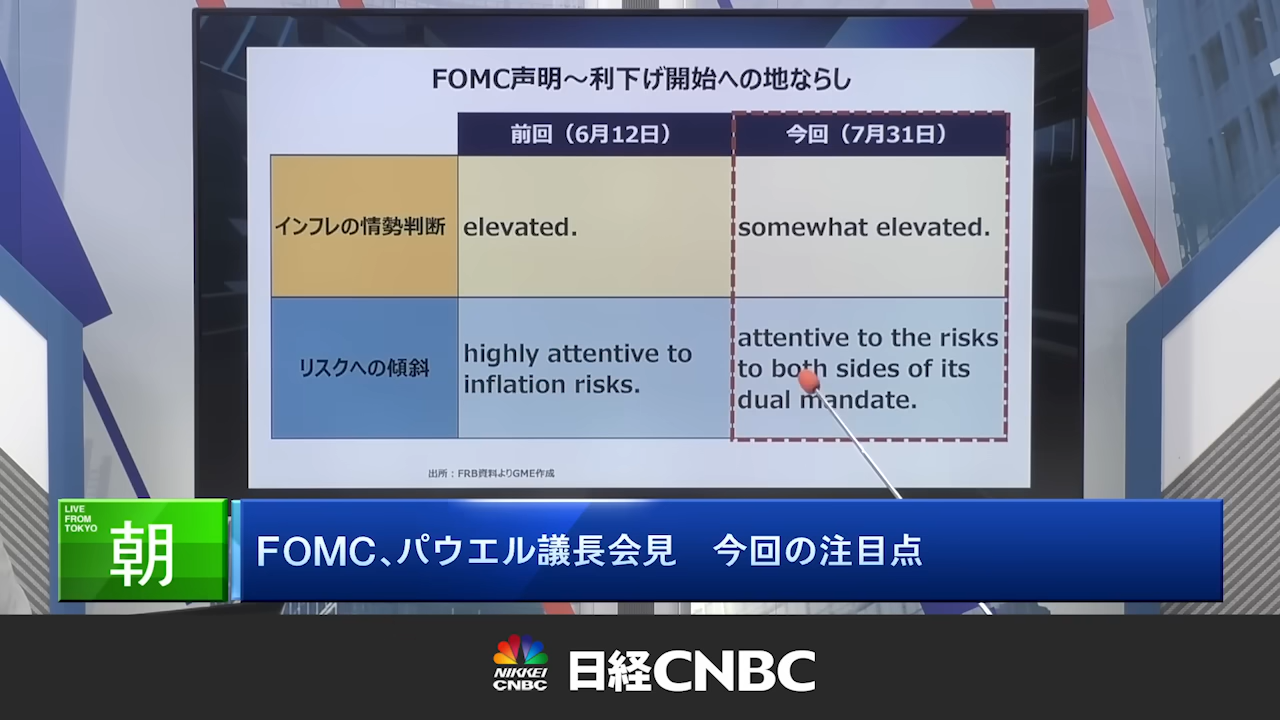 FOMC声明～利下げ開始への地ならし
前回（6月12日）
今回（7月31日）
インフレの情勢判断
elevated.
somewhat elevated.
リスクへの傾斜
highly attentive to
inflation risks.
attentive to the risks
to both sides of its
dual mandate.
出所：FRB資料よりGME作成
LIVE
FROM
TOKYO
朝
FOMC、パウエル議長会見　今回の注目点
NIKKEI
CNBC
日経CNBC